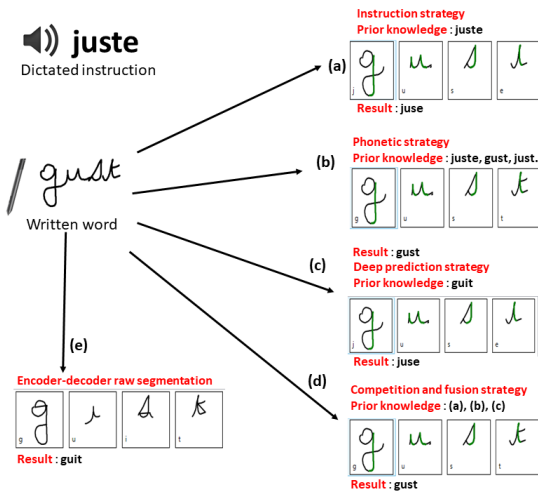 juste
Dictated instruction
gust
Written word
(a)
Instruction strategy
Prior knowledge : juste
j u s e
Result : juse
(b)
Phonetic strategy
Prior knowledge : juste, gust, just.
g u s t
Result : gust
(c)
Deep prediction strategy
Prior knowledge : guit
j u s e
Result : juse
(d)
Competition and fusion strategy
Prior knowledge : (a), (b), (c)
g u s t
Result : gust
(e)
Encoder-decoder raw segmentation
g u i t
Result : guit